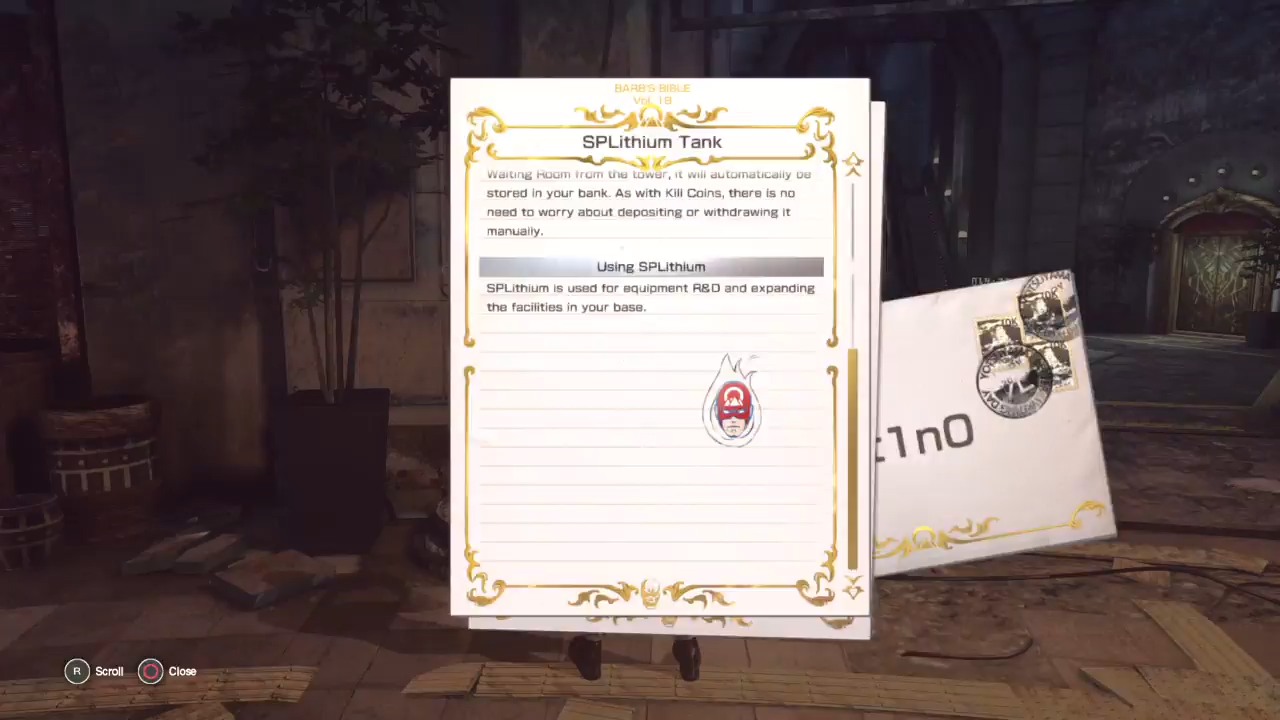 BARB'S BIBLE
Vol. 19
SPLithium Tank
Waiting Room from the tower, it will automatically be
stored in your bank. As with Kill Coins, there is no
need to worry about depositing or withdrawing it
manually.
Using SPLithium
SPLithium is used for equipment R&D and expanding
the facilities in your base.
t1n0
10K
R Scroll
Close